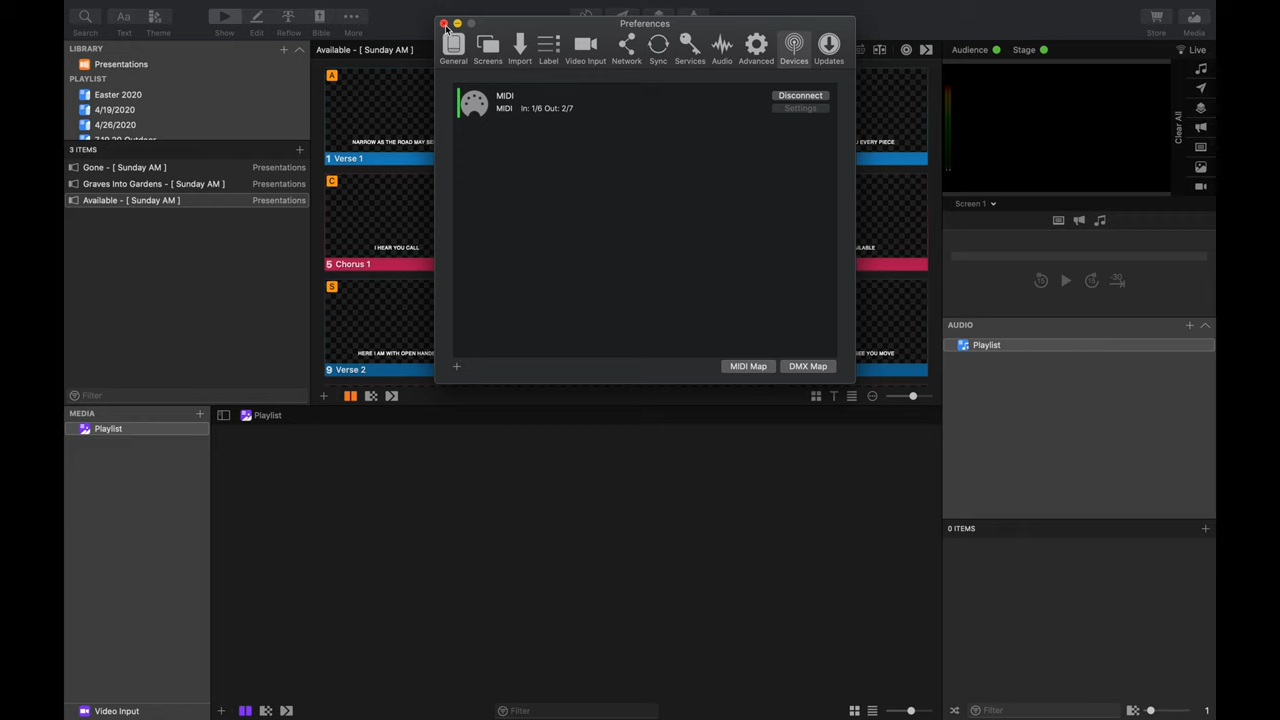 Preferences
Search
Text
Theme
Show
Edit
Reflow
Bible
More
Store
Media
General
Screens
Import
Label
Video Input
Network
Sync
Services
Audio
Advanced
Devices
Updates
LIBRARY
Presentations
PLAYLIST
Easter 2020
4/19/2020
4/26/2020
3 ITEMS
Gone - [ Sunday AM ] Presentations
Graves Into Gardens - [ Sunday AM ] Presentations
Available - [ Sunday AM ] Presentations
Filter
Available - [ Sunday AM ]
A
NARROW AS THE ROAD MAY
EVERY PIECE
1 Verse 1
C
I HEAR YOU CALL
5 Chorus 1
S
HERE I AM WITH OPEN
SEE YOU MOVE
9 Verse 2
MIDI
MIDI In: 1/6 Out: 2/7
Disconnect
Settings
MIDI Map
DMX Map
Audience
Stage
Live
Clear All
Screen 1
15
15
-30
AUDIO
Playlist
0 ITEMS
MEDIA
Playlist
Playlist
Video Input
Filter
Filter
1